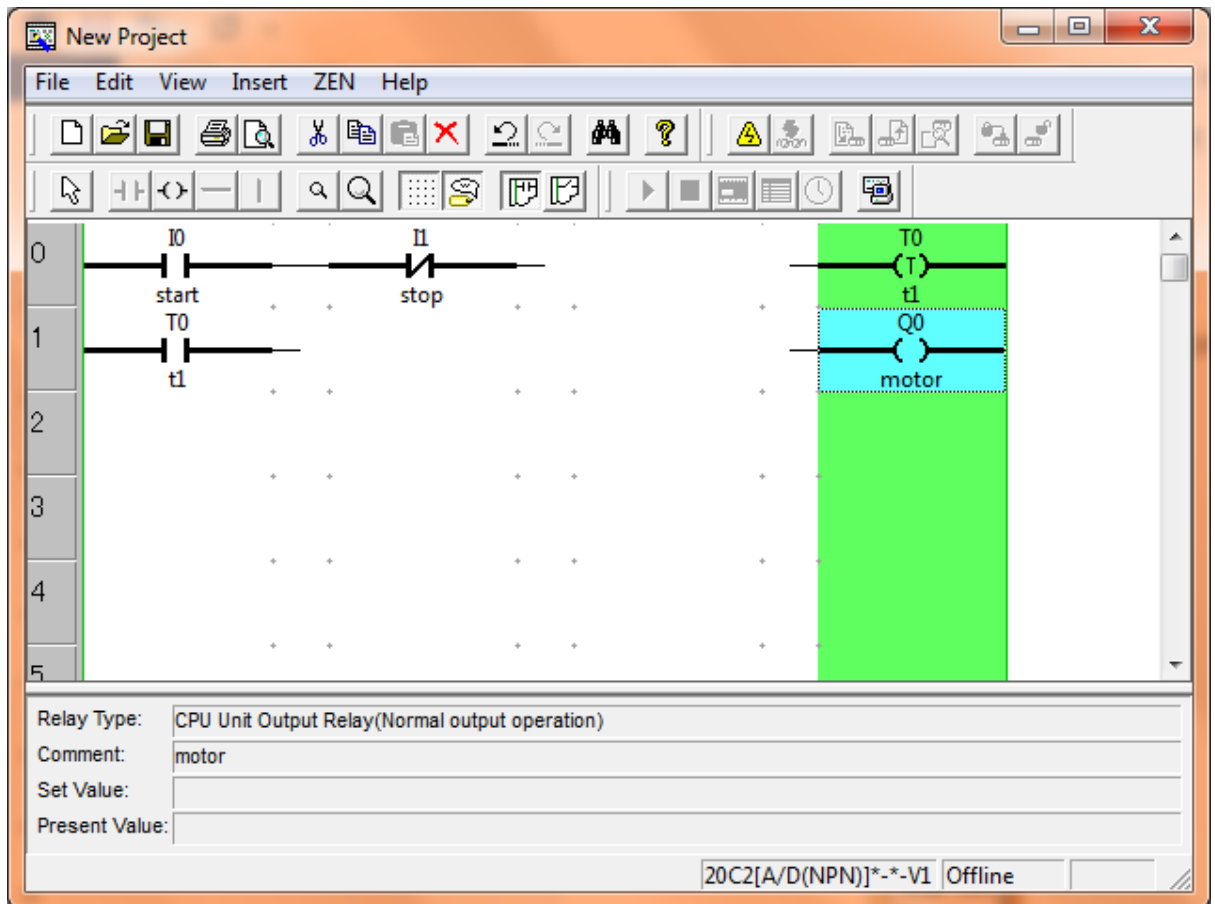 New Project
File Edit View Insert ZEN Help
I0 I1 T0
0
(T)
start stop t1
T0 Q0
1
t1 motor
2
3
4
5
Relay Type: CPU Unit Output Relay(Normal output operation)
Comment: motor
Set Value:
Present Value:
20C2[A/D(NPN)]*-*-V1 Offline